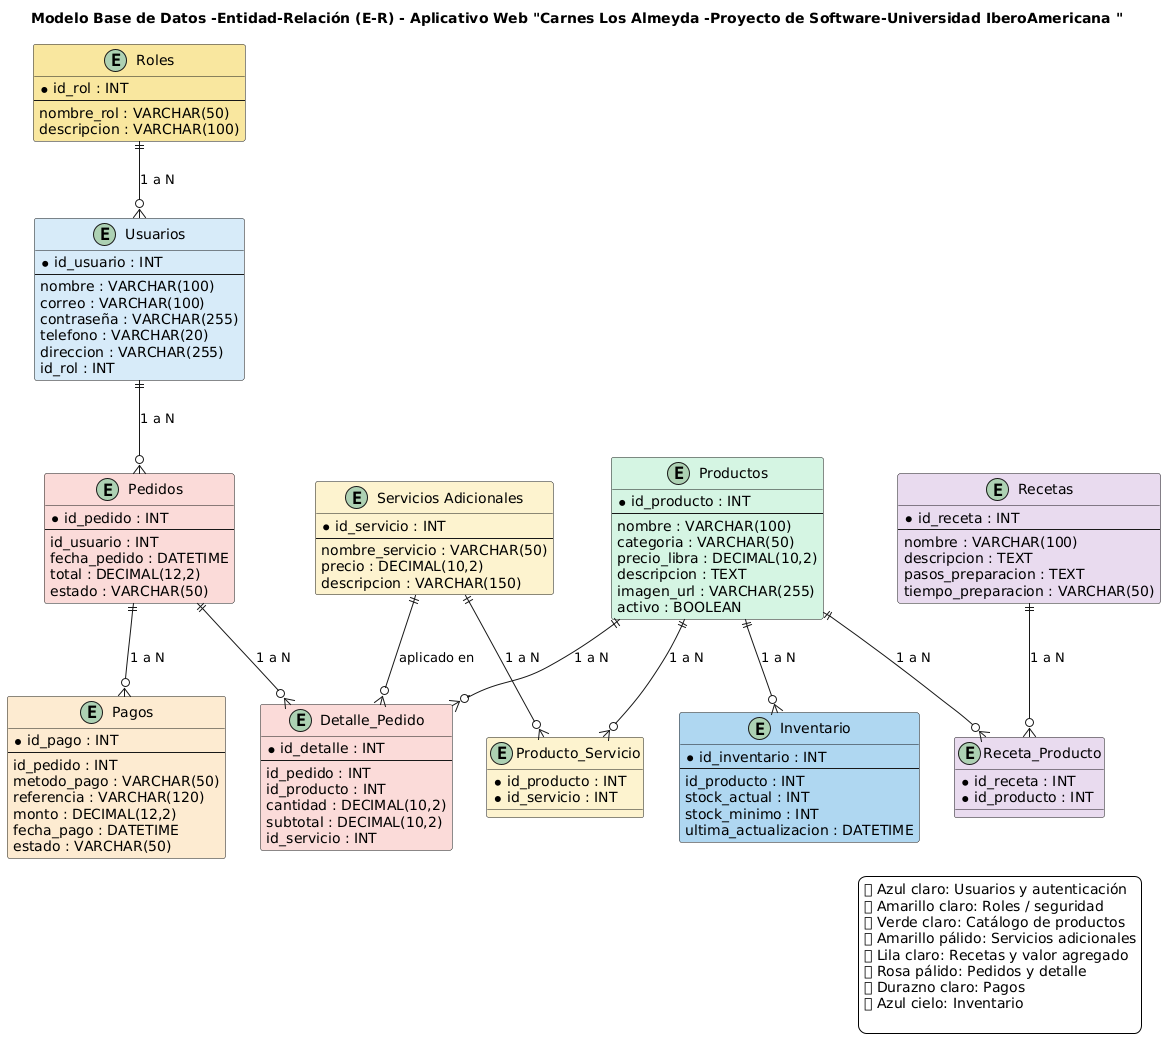 Modelo Base de Datos -Entidad-Relación (E-R) - Aplicativo Web "Carnes Los Almeyda -Proyecto de Software-Universidad IberoAmericana "
E Roles
id_rol : INT
nombre_rol : VARCHAR(50)
descripcion : VARCHAR(100)
1 a N
E Usuarios
id_usuario : INT
nombre : VARCHAR(100)
correo : VARCHAR(100)
contraseña : VARCHAR(255)
telefono : VARCHAR(20)
direccion : VARCHAR(255)
id_rol : INT
1 a N
E Pedidos
id_pedido : INT
id_usuario : INT
fecha_pedido : DATETIME
total : DECIMAL(12,2)
estado : VARCHAR(50)
E Servicios Adicionales
id_servicio : INT
nombre_servicio : VARCHAR(50)
precio : DECIMAL(10,2)
descripcion : VARCHAR(150)
E Productos
id_producto : INT
nombre : VARCHAR(100)
categoria : VARCHAR(50)
precio_libra : DECIMAL(10,2)
descripcion : TEXT
imagen_url : VARCHAR(255)
activo : BOOLEAN
E Recetas
id_receta : INT
nombre : VARCHAR(100)
descripcion : TEXT
pasos_preparacion : TEXT
tiempo_preparacion : VARCHAR(50)
1 a N
1 a N
aplicado en
1 a N
1 a N
1 a N
1 a N
1 a N
1 a N
E Pagos
id_pago : INT
id_pedido : INT
metodo_pago : VARCHAR(50)
referencia : VARCHAR(120)
monto : DECIMAL(12,2)
fecha_pago : DATETIME
estado : VARCHAR(50)
E Detalle_Pedido
id_detalle : INT
id_pedido : INT
id_producto : INT
cantidad : DECIMAL(10,2)
subtotal : DECIMAL(10,2)
id_servicio : INT
E Producto_Servicio
id_producto : INT
id_servicio : INT
E Inventario
id_inventario : INT
id_producto : INT
stock_actual : INT
stock_minimo : INT
ultima_actualizacion : DATETIME
E Receta_Producto
id_receta : INT
id_producto : INT
Azul claro: Usuarios y autenticación
Amarillo claro: Roles / seguridad
Verde claro: Catálogo de productos
Amarillo pálido: Servicios adicionales
Lila claro: Recetas y valor agregado
Rosa pálido: Pedidos y detalle
Durazno claro: Pagos
Azul cielo: Inventario